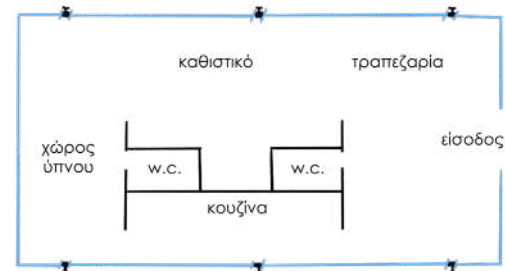 καθιστικό
τραπεζαρία
είσοδος
χώρος
ύπνου
w.c.
w.c.
κουζίνα